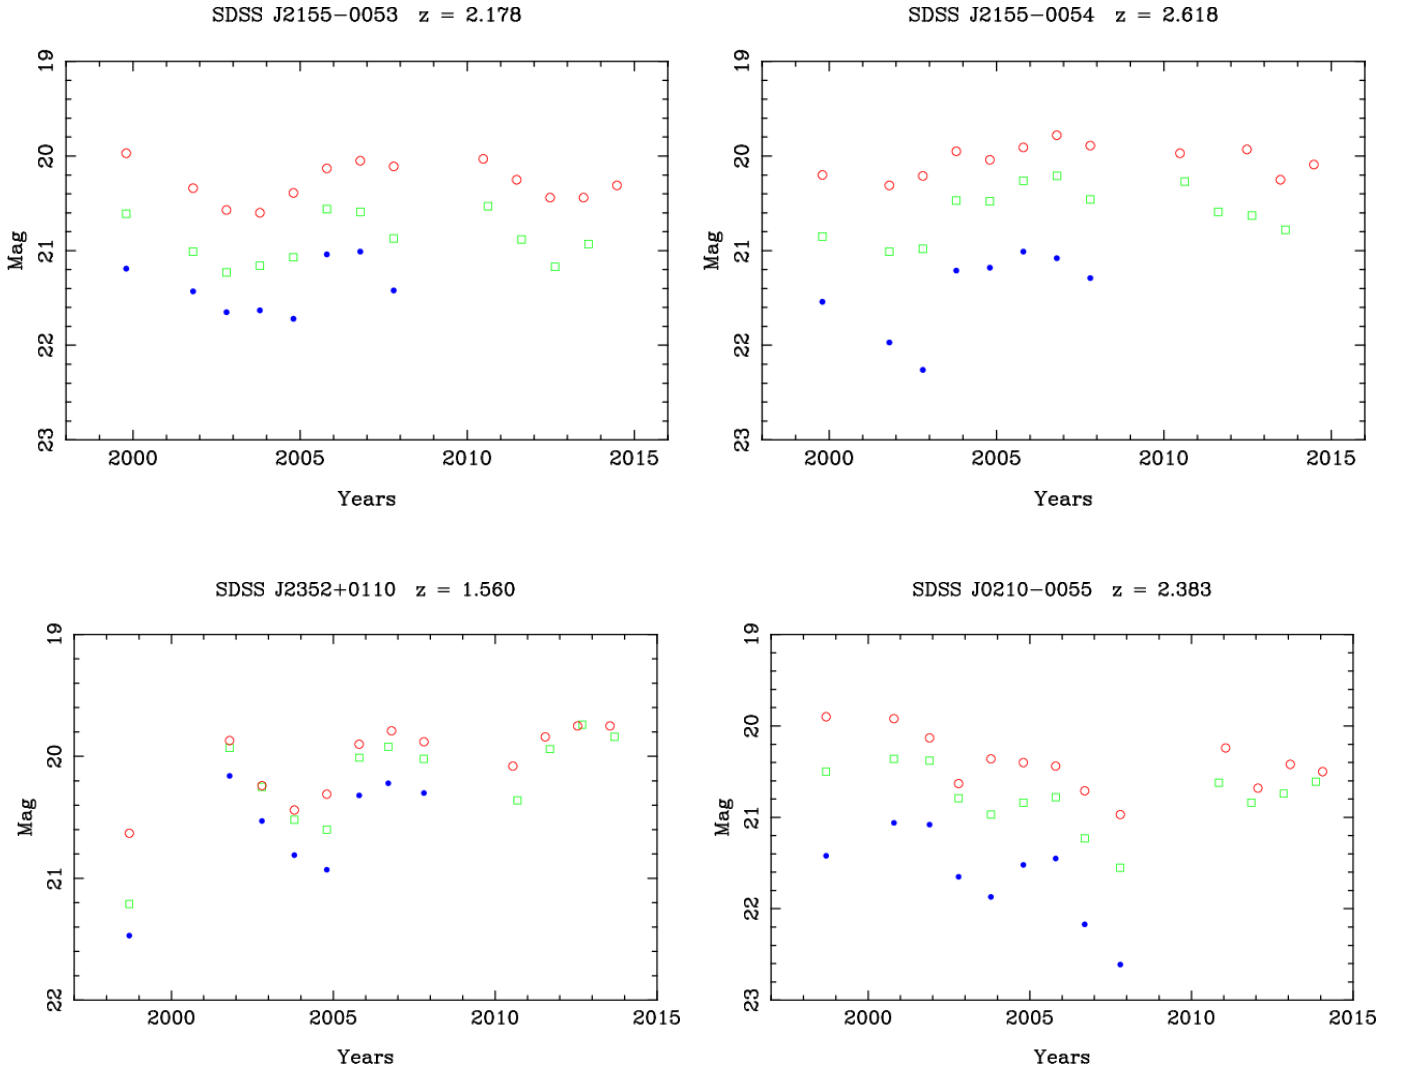 SDSS J2155−0053 z = 2.178
19
20
21
22
23
Mag
2000 2005 2010 2015
Years
SDSS J2155−0054 z = 2.618
19
20
21
22
23
Mag
2000 2005 2010 2015
Years
SDSS J2352+0110 z = 1.560
19
20
21
22
Mag
2000 2005 2010 2015
Years
SDSS J0210−0055 z = 2.383
19
20
21
22
23
Mag
2000 2005 2010 2015
Years